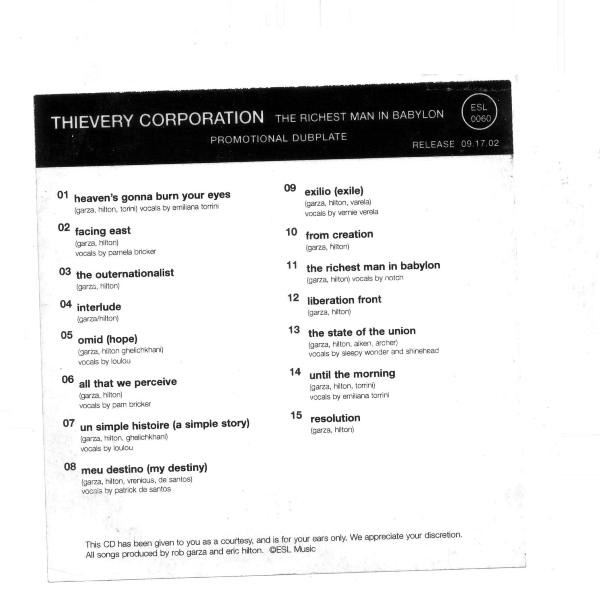 THIEVERY CORPORATION THE RICHEST MAN IN BABYLON
ESL
0060
PROMOTIONAL DUBPLATE
RELEASE 09.17.02
01 heaven's gonna burn your eyes
(garza, hilton, torini) vocals by emiliana torrini
02 facing east
(garza, hilton)
vocals by pamela bricker
03 the outernationalist
(garza, hilton)
04 interlude
(garza/hilton)
05 omid (hope)
(garza, hilton ghelichkhani)
vocals by loulou
06 all that we perceive
(garza, hilton)
vocals by pam bricker
07 un simple histoire (a simple story)
(garza, hilton, ghelichkhani)
vocals by loulou
08 meu destino (my destiny)
(garza, hilton, vrenious, de santos)
vocals by patrick de santos
09 exilio (exile)
(garza, hilton, varela)
vocals by vernie verela
10 from creation
(garza, hilton)
11 the richest man in babylon
(garza, hilton) vocals by notch
12 liberation front
(garza, hilton)
13 the state of the union
(garza, hilton, aiken, archer)
vocals by sleepy wonder and shinehead
14 until the morning
(garza, hilton, torrini)
vocals by emiliana torrini
15 resolution
(garza, hilton)
This CD has been given to you as a courtesy, and is for your ears only. We appreciate your discretion.
All songs produced by rob garza and eric hilton. ©ESL Music